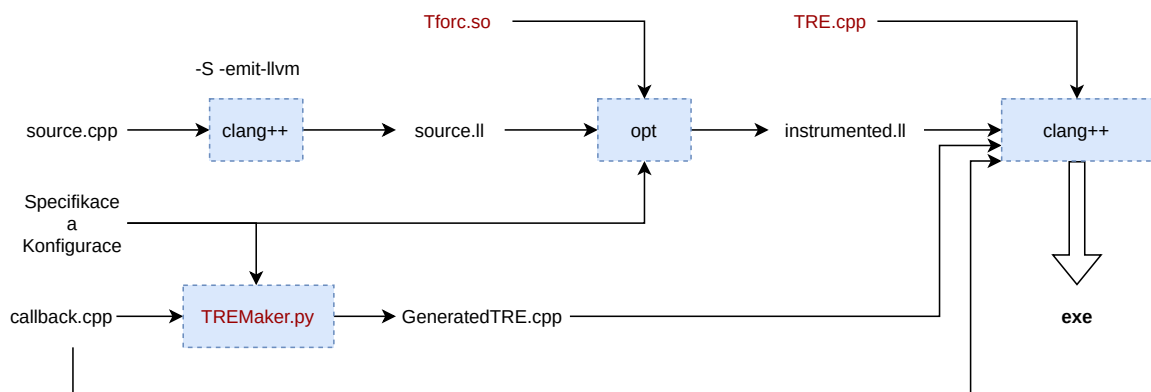 Tforc.so
TRE.cpp
-S -emit-llvm
source.cpp
clang++
source.ll
opt
instrumented.ll
clang++
Specifikace
a
Konfigurace
callback.cpp
TREMaker.py
GeneratedTRE.cpp
exe